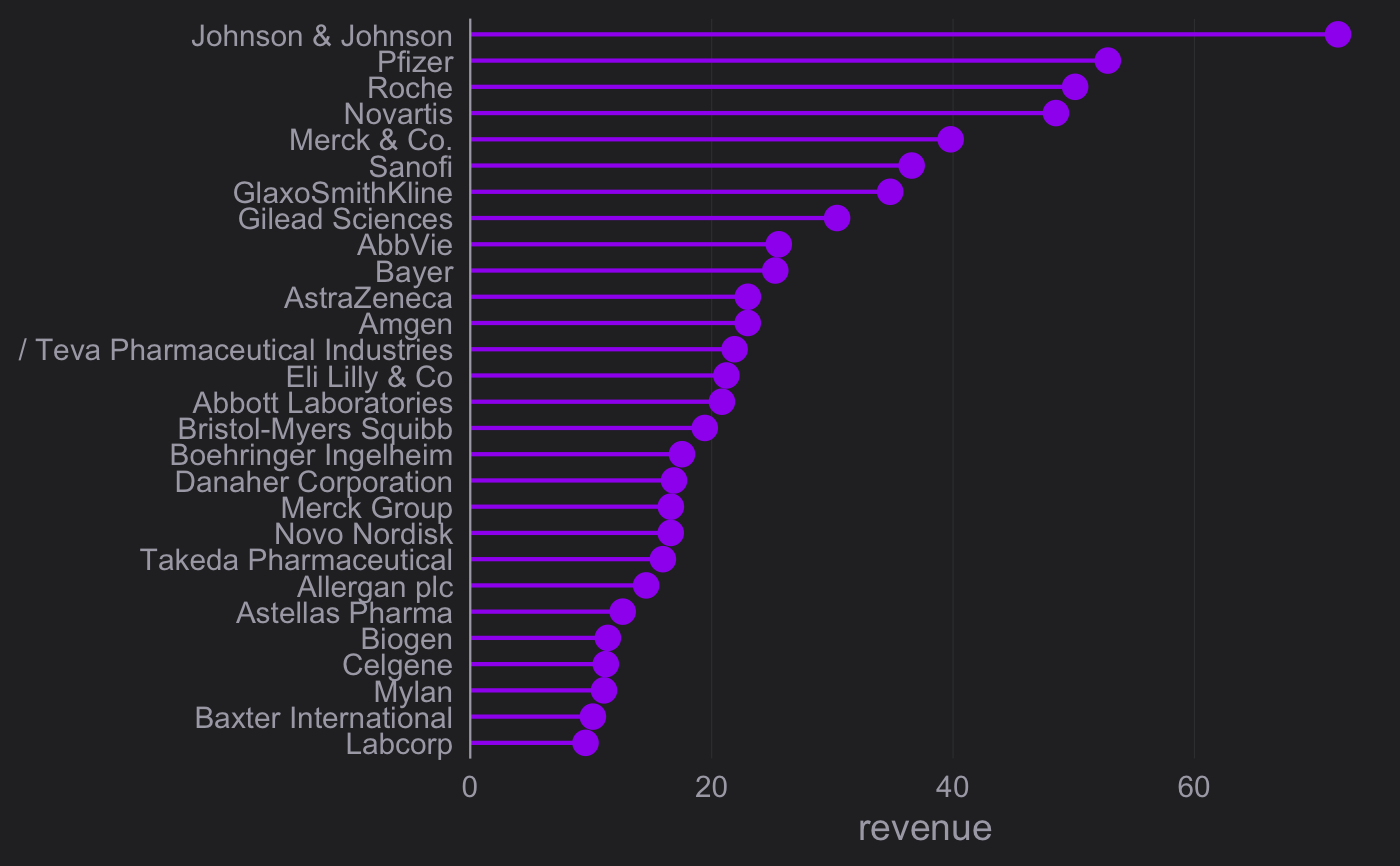 Johnson & Johnson
Pfizer
Roche
Novartis
Merck & Co.
Sanofi
GlaxoSmithKline
Gilead Sciences
AbbVie
Bayer
AstraZeneca
Amgen
/ Teva Pharmaceutical Industries
Eli Lilly & Co
Abbott Laboratories
Bristol-Myers Squibb
Boehringer Ingelheim
Danaher Corporation
Merck Group
Novo Nordisk
Takeda Pharmaceutical
Allergan plc
Astellas Pharma
Biogen
Celgene
Mylan
Baxter International
Labcorp
0 20 40 60
revenue